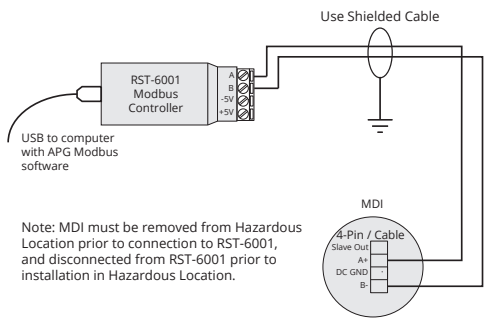 Use Shielded Cable
RST-6001
Modbus
Controller
A
B
-5V
+5V
USB to computer
with APG Modbus
software
Note: MDI must be removed from Hazardous
Location prior to connection to RST-6001,
and disconnected from RST-6001 prior to
installation in Hazardous Location.
MDI
4-Pin / Cable
Slave Out
A+
DC GND
B-